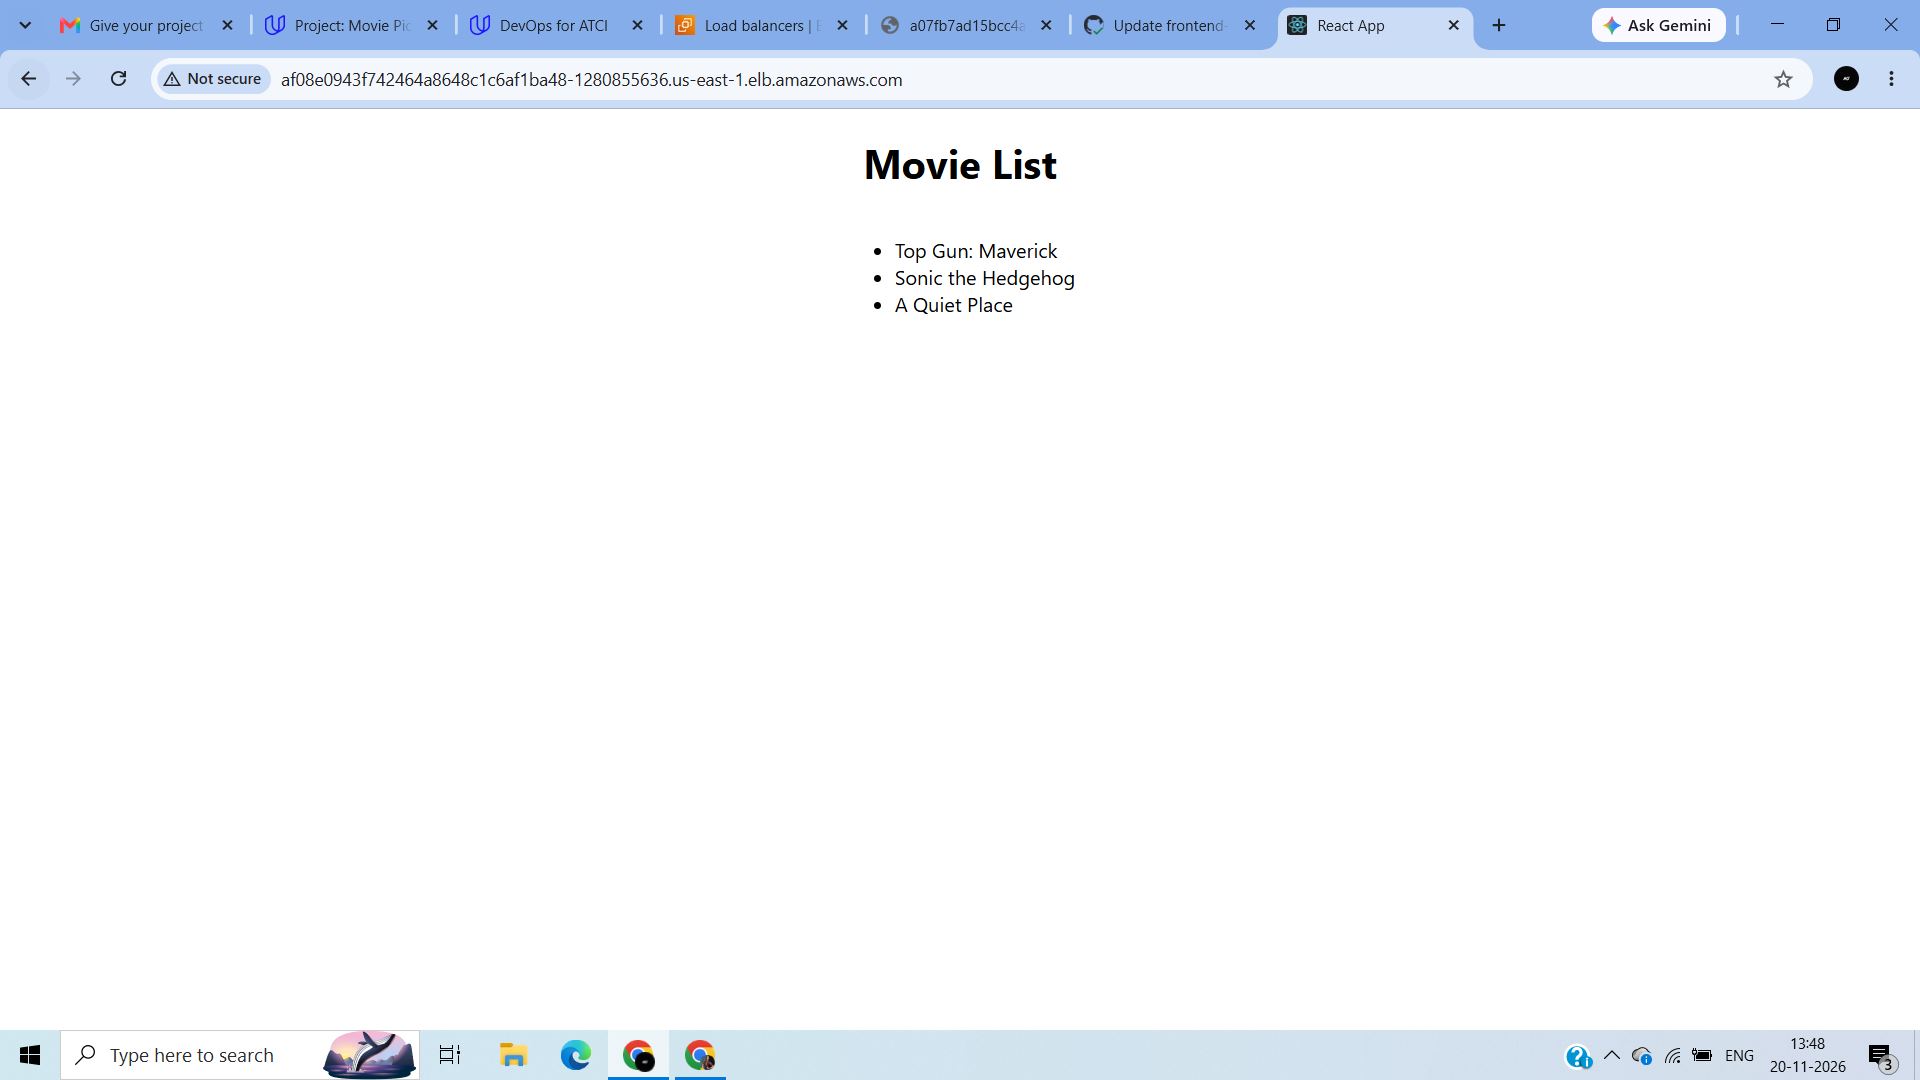 Give your project
Project: Movie Pic
DevOps for ATCI
Load balancers | E
a07fb7ad15bcc4a
Update frontend-
React App
Ask Gemini
Not secure
af08e0943f742464a8648c1c6af1ba48-1280855636.us-east-1.elb.amazonaws.com
Movie List
Top Gun: Maverick
Sonic the Hedgehog
A Quiet Place
Type here to search
ENG
13:48
20-11-2026
3